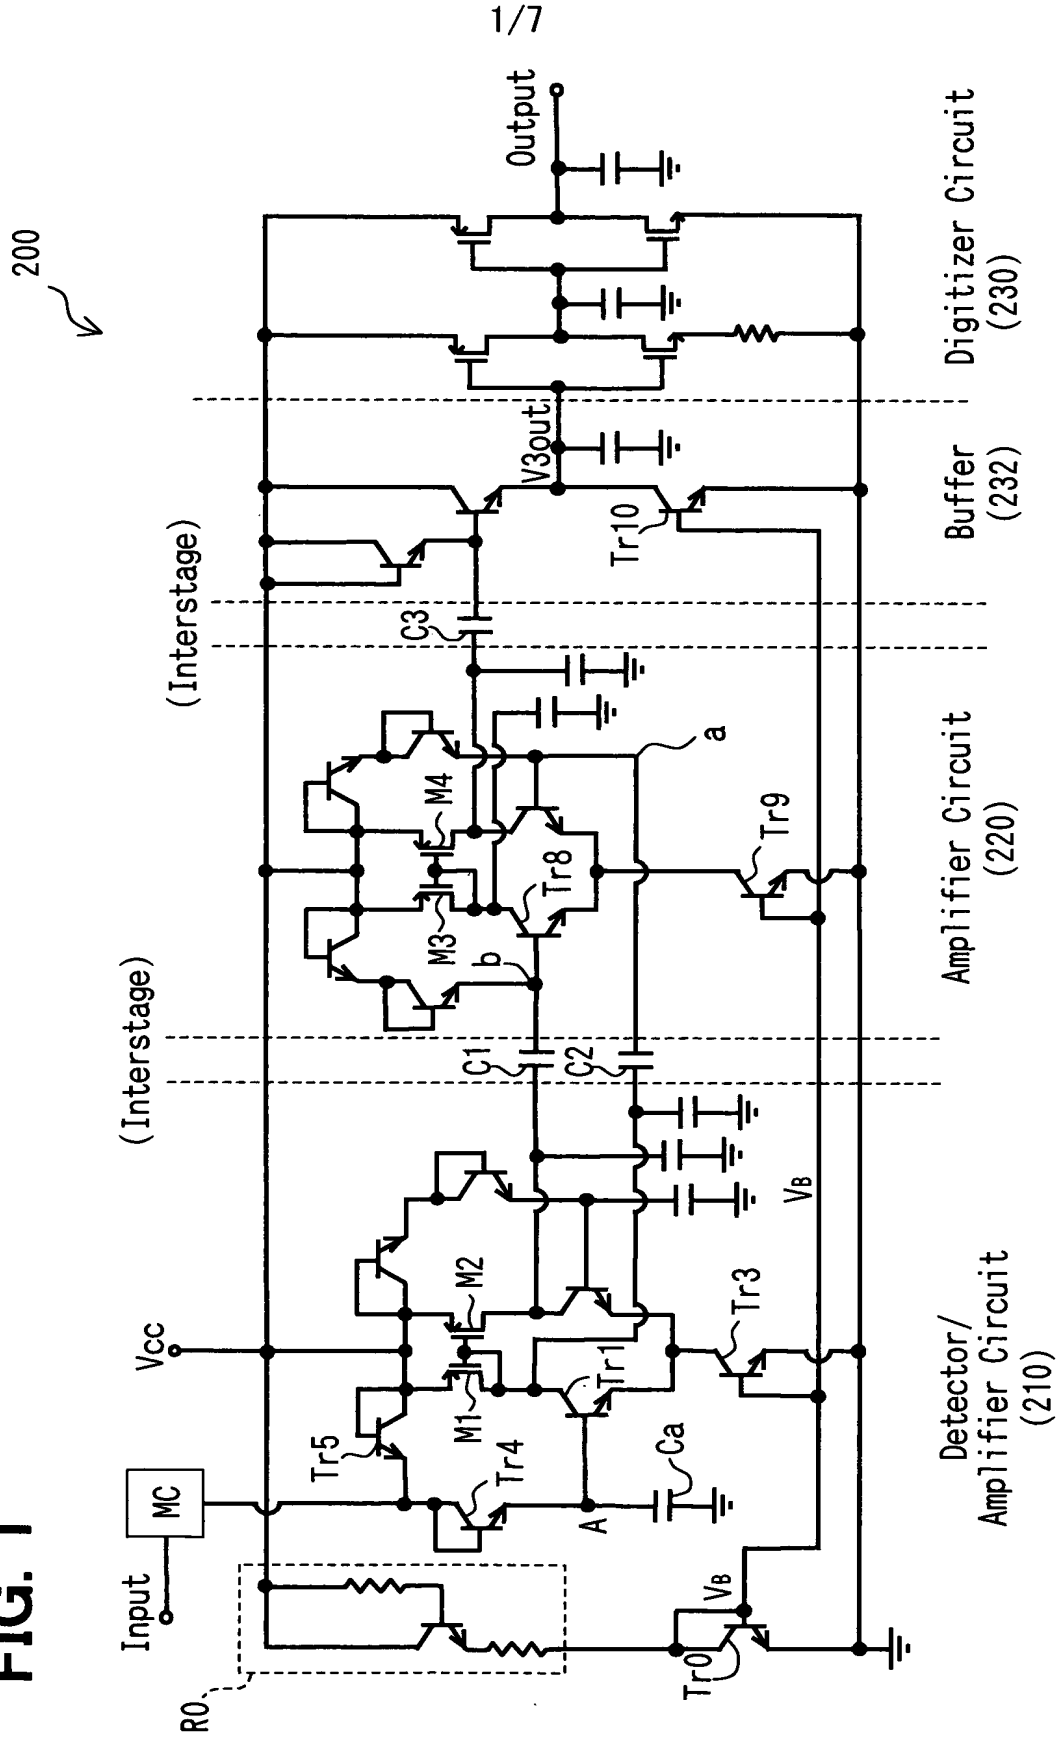 1/7
FIG. 1
200
Input
MC
Vcc
(Interstage)
(Interstage)
R0
Tr5
Tr4
M1
M2
Tr1
A
Ca
Tr3
Tr0
VB
VB
C1
C2
b
a
M3
M4
Tr8
Tr9
C3
Tr10
V3out
Output
Detector/
Amplifier Circuit
(210)
Amplifier Circuit
(220)
Buffer
(232)
Digitizer Circuit
(230)